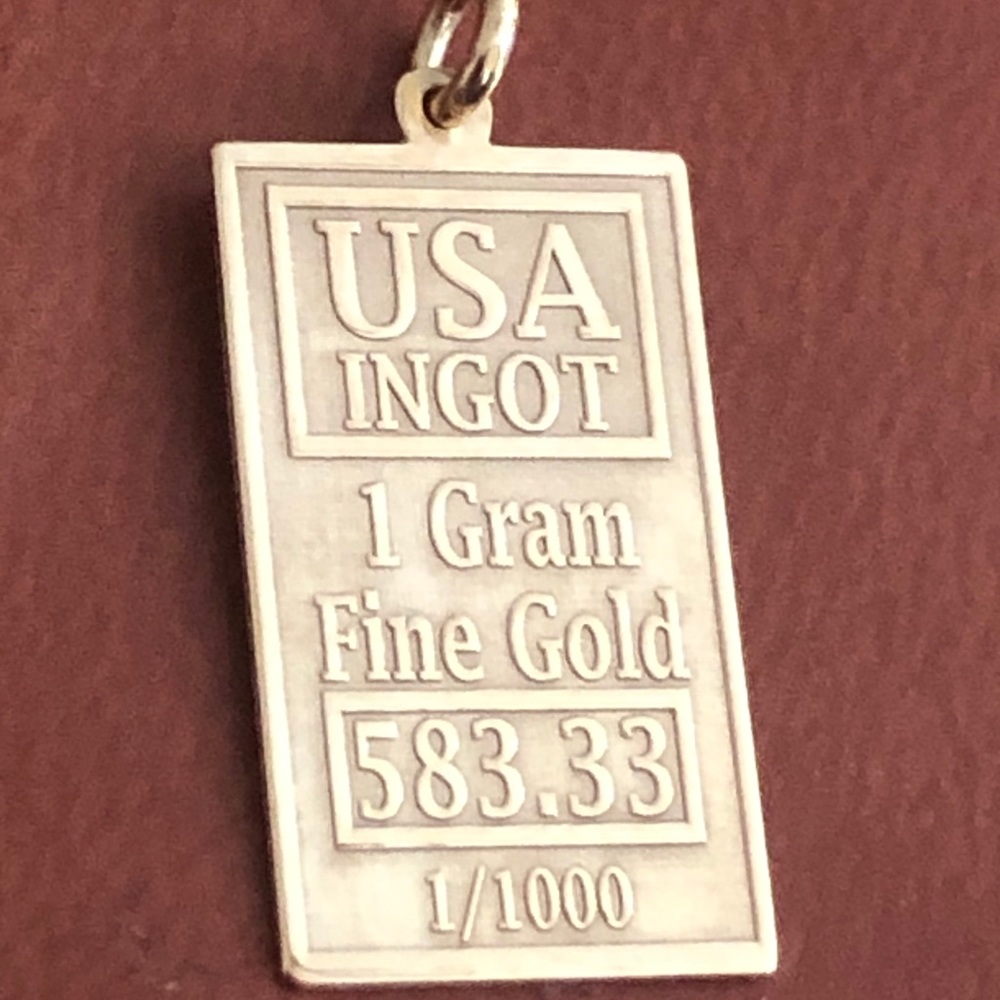 USA
INGOT
1 Gram
Fine Gold
583.33
1/1000